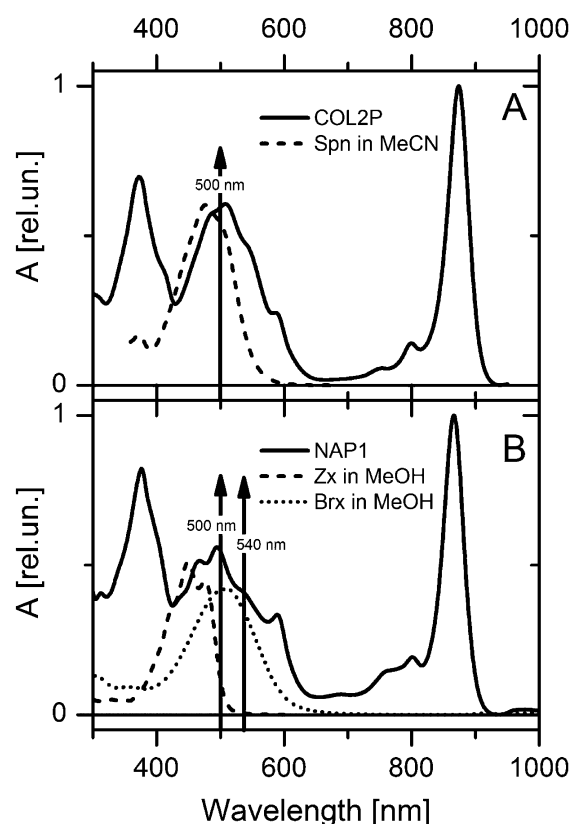 400 600 800 1000
1
A
COL2P
Spn in MeCN
500 nm
A [rel.un.]
0
1
B
NAP1
Zx in MeOH
Brx in MeOH
500 nm
540 nm
A [rel.un.]
0
400 600 800 1000
Wavelength [nm]